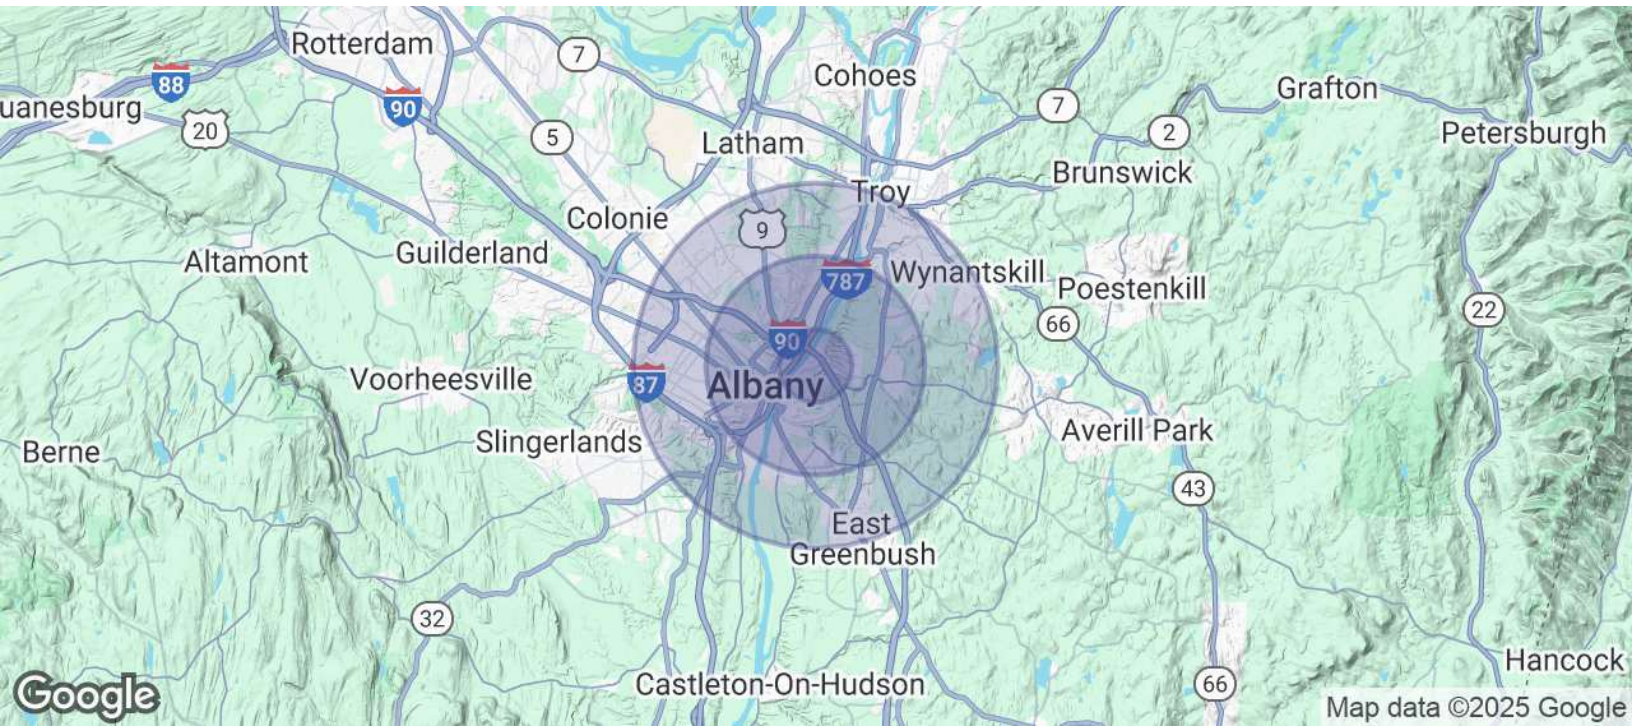 Rotterdam
7
Cohoes
88
Grafton
90
uanesburg
7
20
5
2
Petersburgh
Latham
Brunswick
Troy
Colonie
9
Guilderland
Altamont
Wynantskill
787
Poestenkill
22
66
90
Voorheesville
87
Albany
Averill Park
Slingerlands
Berne
43
East
Greenbush
32
Hancock
Castleton-On-Hudson
66
Google
Map data ©2025 Google